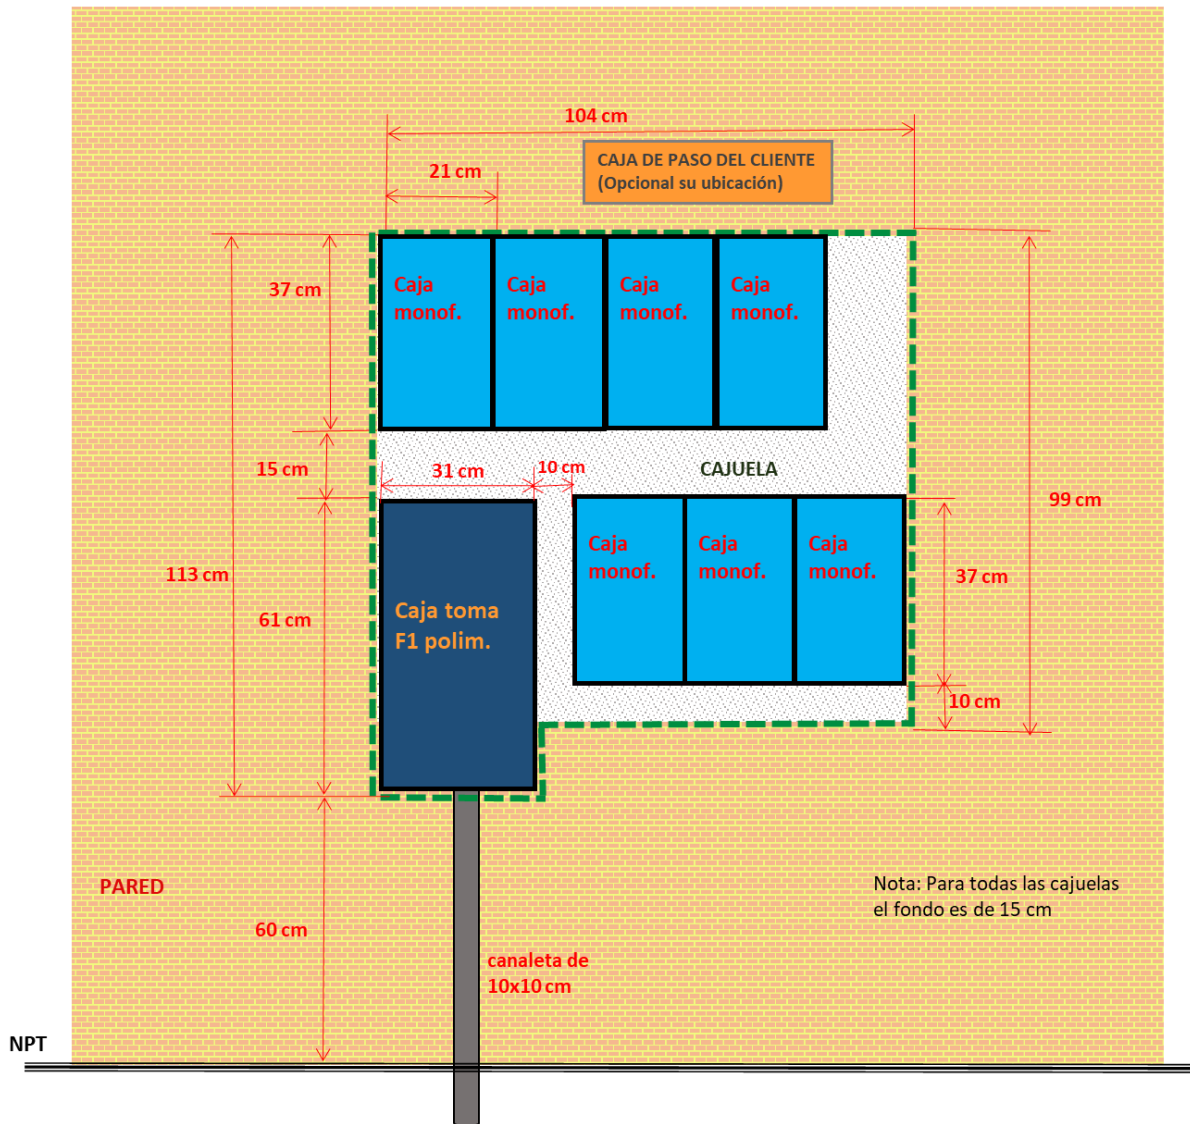 104 cm
CAJA DE PASO DEL CLIENTE
(Opcional su ubicación)
21 cm
37 cm
Caja
monof.
Caja
monof.
Caja
monof.
Caja
monof.
15 cm
31 cm
10 cm
CAJUELA
99 cm
113 cm
61 cm
Caja toma
F1 polim.
Caja
monof.
Caja
monof.
Caja
monof.
37 cm
10 cm
PARED
Nota: Para todas las cajuelas
el fondo es de 15 cm
60 cm
canaleta de
10x10 cm
NPT